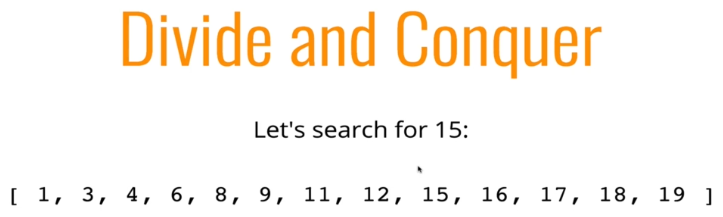 Divide and Conquer
Let's search for 15:
[ 1, 3, 4, 6, 8, 9, 11, 12, 15, 16, 17, 18, 19 ]